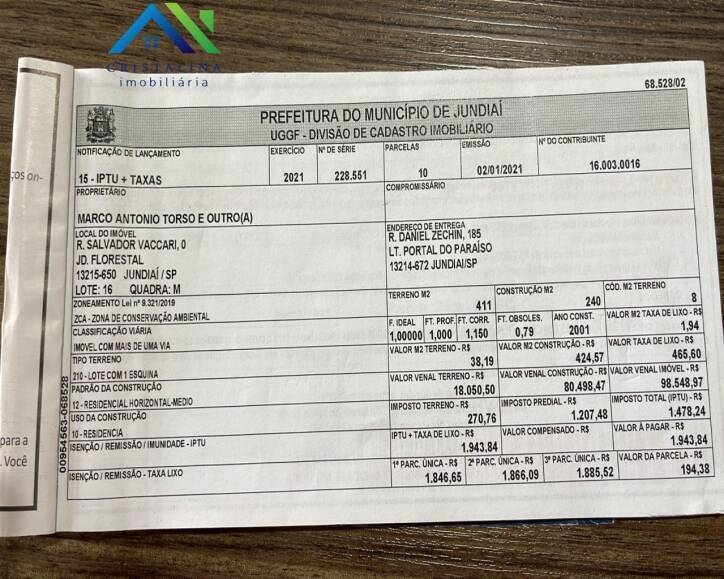 CRISTALINA
imobiliária
68.528/02
PREFEITURA DO MUNICÍPIO DE JUNDIAÍ
UGGF - DIVISÃO DE CADASTRO IMOBILIÁRIO
NOTIFICAÇÃO DE LANÇAMENTO
15 - IPTU + TAXAS
EXERCÍCIO
2021
Nº DE SÉRIE
228.551
PARCELAS
10
EMISSÃO
02/01/2021
Nº DO CONTRIBUINTE
16.003.0016
PROPRIETÁRIO
MARCO ANTONIO TORSO E OUTRO(A)
COMPROMISSÁRIO
LOCAL DO IMÓVEL
R. SALVADOR VACCARI, 0
JD. FLORESTAL
13215-650 JUNDIAÍ / SP
LOTE: 16 QUADRA: M
ENDEREÇO DE ENTREGA
R. DANIEL ZECHIN, 185
LT. PORTAL DO PARAÍSO
13214-672 JUNDIAI/SP
ZONEAMENTO Lei nº 9.321/2019
ZCA - ZONA DE CONSERVAÇÃO AMBIENTAL
TERRENO M2
411
CONSTRUÇÃO M2
240
CÓD. M2 TERRENO
8
CLASSIFICAÇÃO VIÁRIA
IMOVEL COM MAIS DE UMA VIA
F. IDEAL
1,00000
FT. PROF.
1,000
FT. CORR.
1,150
FT. OBSOLES.
0,79
ANO CONST.
2001
VALOR M2 TAXA DE LIXO - R$
1,94
TIPO TERRENO
210 - LOTE COM 1 ESQUINA
VALOR M2 TERRENO - R$
38,19
VALOR M2 CONSTRUÇÃO - R$
424,57
VALOR TAXA DE LIXO - R$
465,60
PADRÃO DA CONSTRUÇÃO
12 - RESIDENCIAL HORIZONTAL-MEDIO
VALOR VENAL TERRENO - R$
18.050,50
VALOR VENAL CONSTRUÇÃO - R$
80.498,47
VALOR VENAL IMÓVEL - R$
98.548,97
USO DA CONSTRUÇÃO
10 - RESIDENCIA
IMPOSTO TERRENO - R$
270,76
IMPOSTO PREDIAL - R$
1.207,48
IMPOSTO TOTAL (IPTU) - R$
1.478,24
ISENÇÃO / REMISSÃO / IMUNIDADE - IPTU
IPTU + TAXA DE LIXO - R$
1.943,84
VALOR COMPENSADO - R$
VALOR À PAGAR - R$
1.943,84
ISENÇÃO / REMISSÃO - TAXA LIXO
1ª PARC. ÚNICA - R$
1.846,65
2ª PARC. ÚNICA - R$
1.866,09
3ª PARC. ÚNICA - R$
1.885,52
VALOR DA PARCELA - R$
194,38
00954563-068528
ços on-
para a
. Você